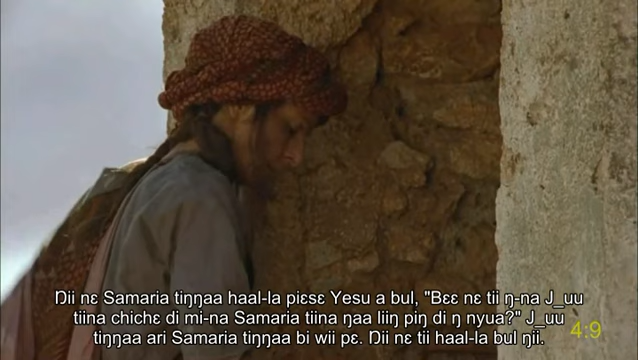 Ŋii nɛ Samaria tiŋŋaa haal-la piɛsɛ Yesu a bul, "Bɛɛ nɛ tii ŋ-na J_uu
tiina chichɛ di mi-na Samaria tiina ŋaa liiŋ piŋ di ŋ nyua?" J_uu
tiŋŋaa ari Samaria tiŋŋaa bi wii pɛ. Ŋii nɛ tii haal-la bul ŋii.
4:9